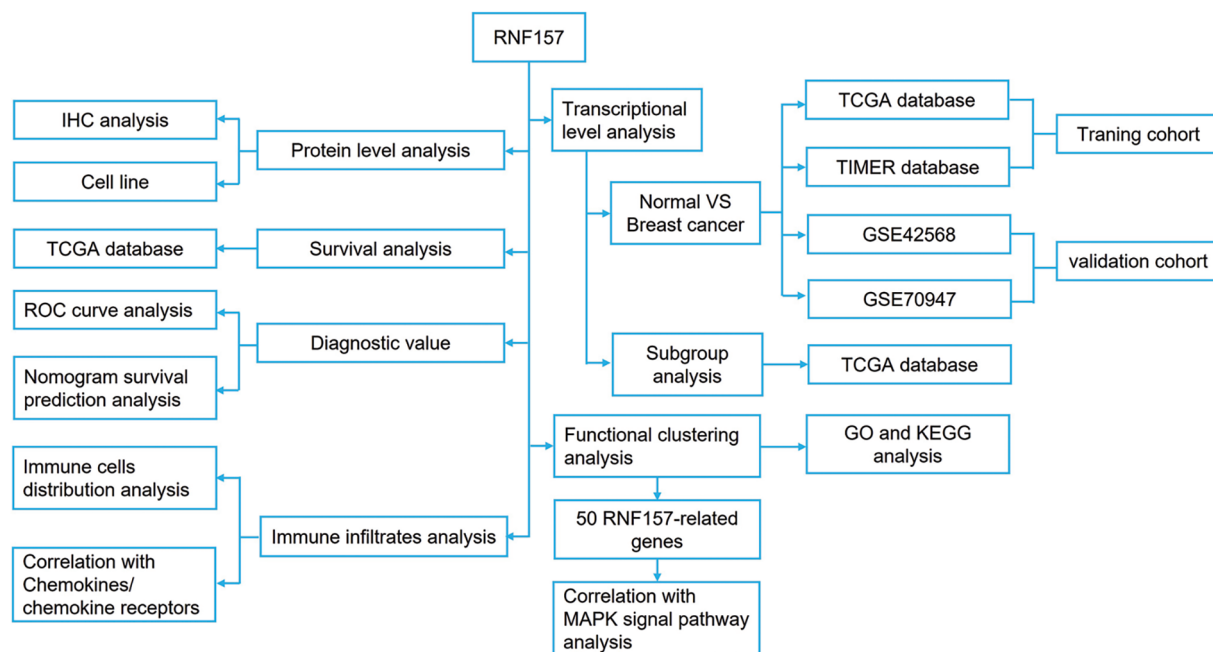 RNF157
IHC analysis
Cell line
Protein level analysis
TCGA database
Survival analysis
ROC curve analysis
Nomogram survival
prediction analysis
Diagnostic value
Immune cells
distribution analysis
Correlation with
Chemokines/
chemokine receptors
Immune infiltrates analysis
Transcriptional
level analysis
Normal VS
Breast cancer
TCGA database
TIMER database
GSE42568
GSE70947
Traning cohort
validation cohort
Subgroup
analysis
TCGA database
Functional clustering
analysis
GO and KEGG
analysis
50 RNF157-related
genes
Correlation with
MAPK signal pathway
analysis